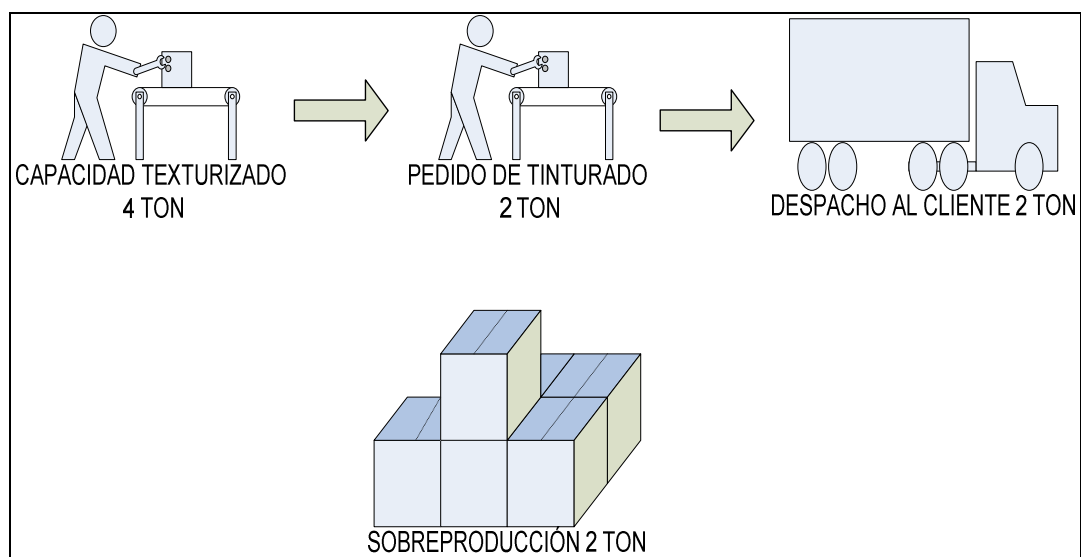 CAPACIDAD TEXTURIZADO
4 TON
PEDIDO DE TINTURADO
2 TON
DESPACHO AL CLIENTE 2 TON
SOBREPRODUCCIÓN 2 TON